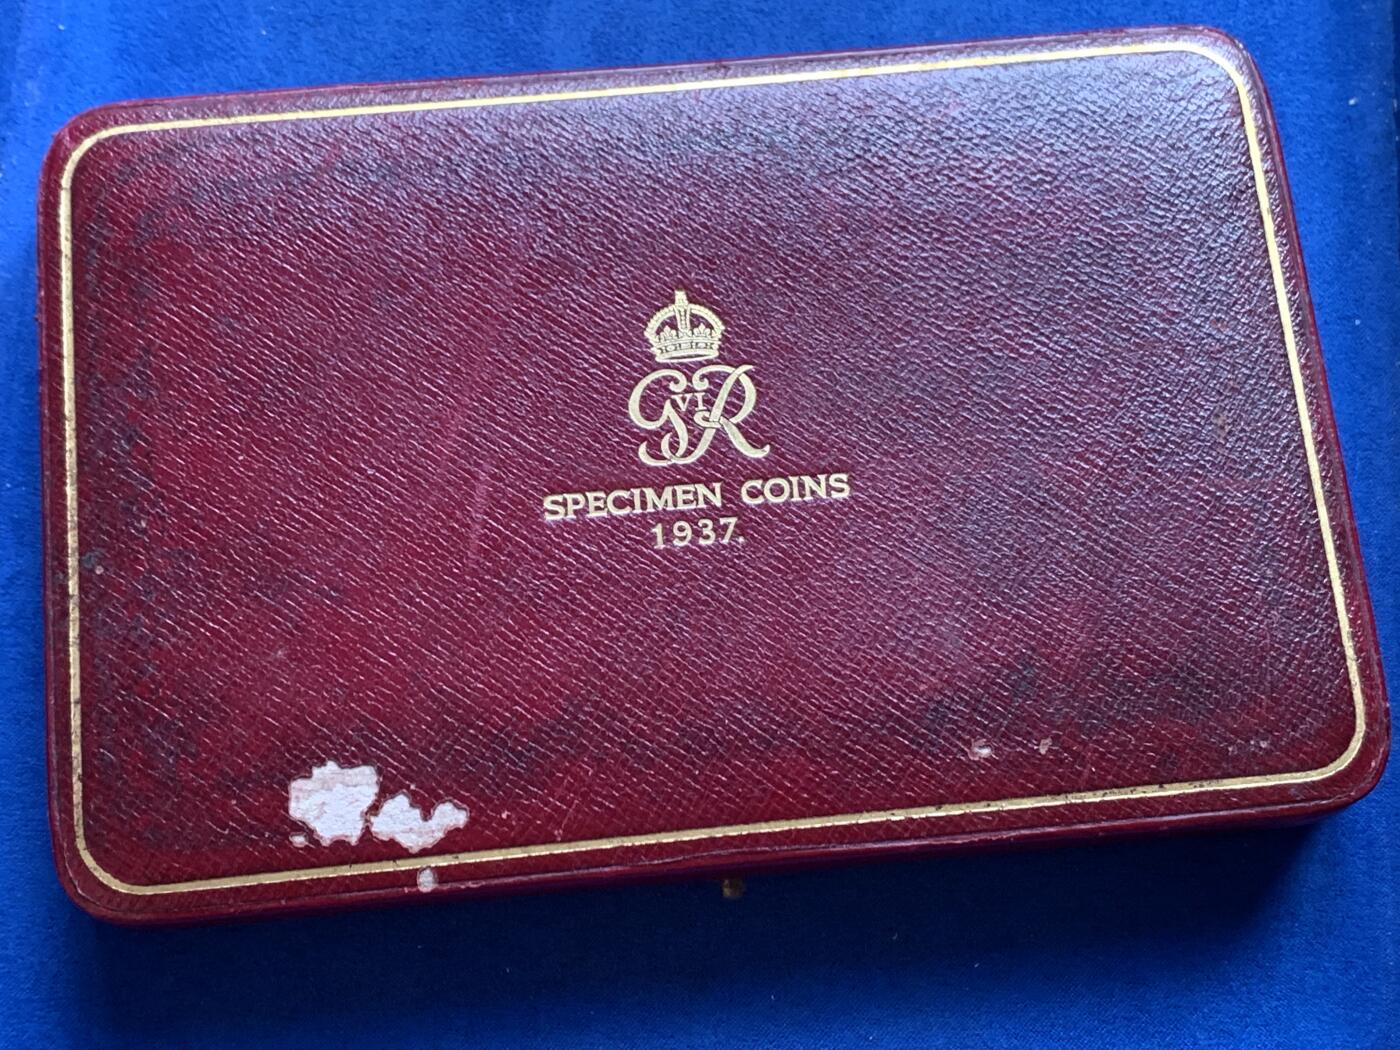 GVIR
SPECIMEN COINS
1937.